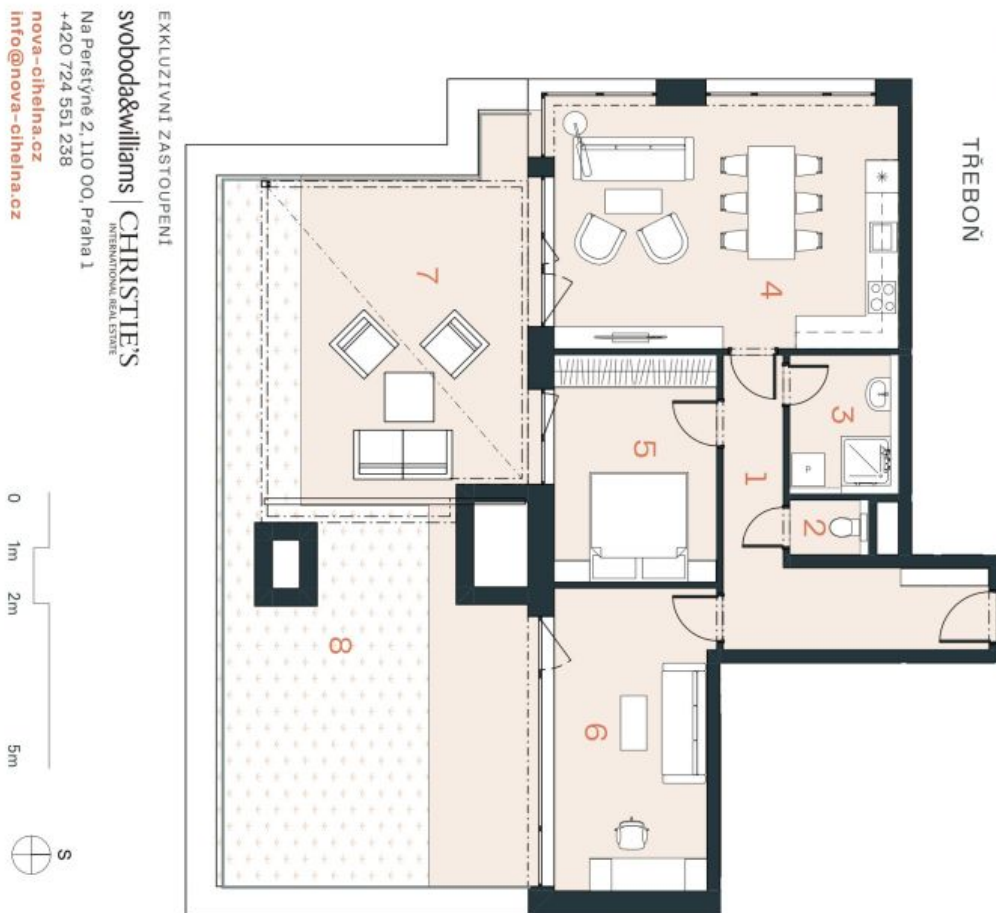 TŘEBOŇ
1
2
3
4
5
6
7
8
P
EXKLUZIVNÍ ZASTOUPENÍ
svoboda&williams | CHRISTIE'S
INTERNATIONAL REAL ESTATE
Na Perštýně 2, 110 00, Praha 1
+420 724 551 238
nova-cihelna.cz
info@nova-cihelna.cz
0 1m 2m 5m
S